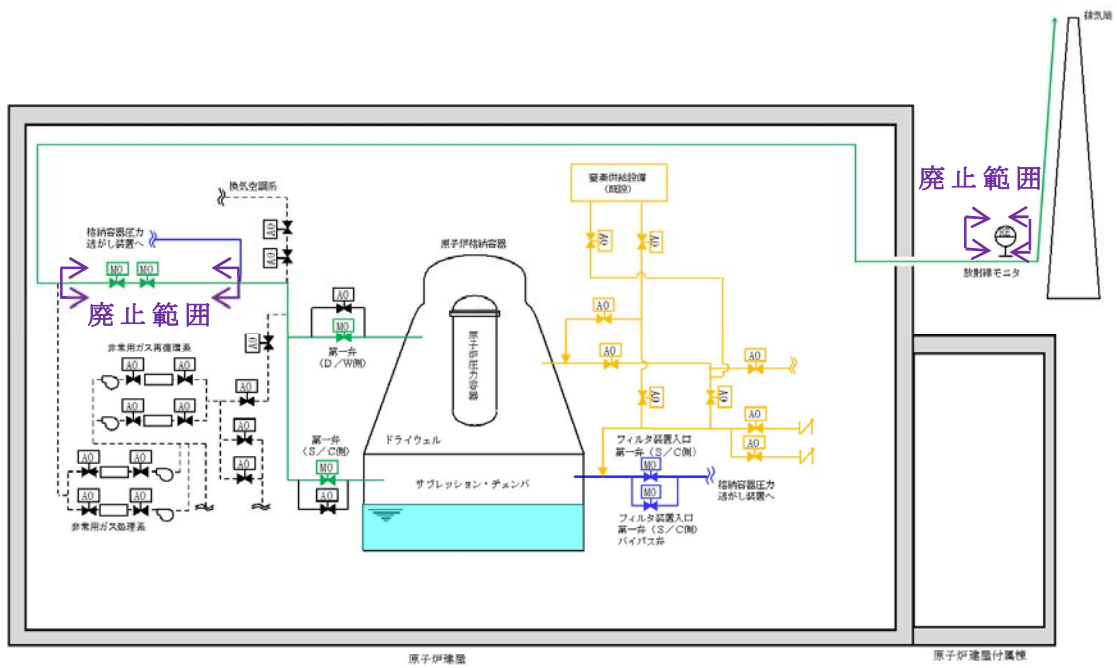 排気筒
廃止範囲
RE
放射線モニタ
換気空調系
AO
AO
格納容器圧力
逃がし装置へ
MO
MO
廃止範囲
窒素供給設備
(既設)
AO
AO
原子炉格納容器
原子炉圧力容器
AO
MO
第一弁
(D/W側)
AO
AO
AO
AO
非常用ガス再循環系
AO
AO
AO
AO
AO
AO
AO
AO
AO
AO
AO
非常用ガス処理系
第一弁
(S/C側)
MO
AO
ドライウェル
サプレッション・チェンバ
AO
AO
AO
AO
フィルタ装置入口
第一弁(S/C側)
MO
MO
格納容器圧力
逃がし装置へ
フィルタ装置入口
第一弁(S/C側)
バイパス弁
原子炉建屋
原子炉建屋付属棟